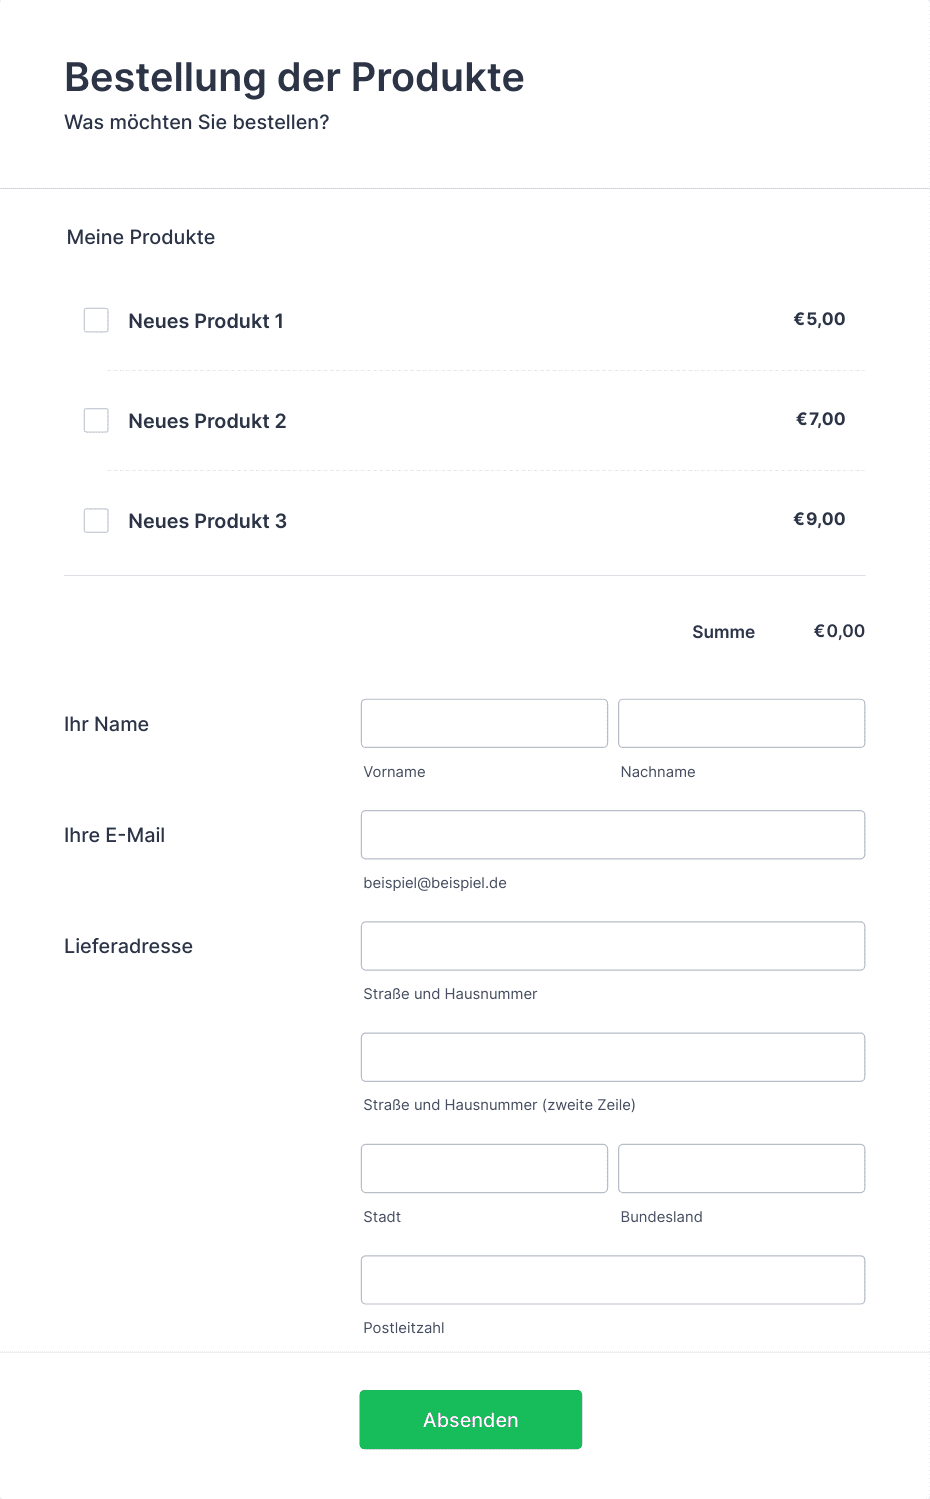 Bestellung der Produkte
Was möchten Sie bestellen?
Meine Produkte
Neues Produkt 1 €5,00
Neues Produkt 2 €7,00
Neues Produkt 3 €9,00
Summe €0,00
Ihr Name
Vorname Nachname
Ihre E-Mail
beispiel@beispiel.de
Lieferadresse
Straße und Hausnummer
Straße und Hausnummer (zweite Zeile)
Stadt Bundesland
Postleitzahl
Absenden